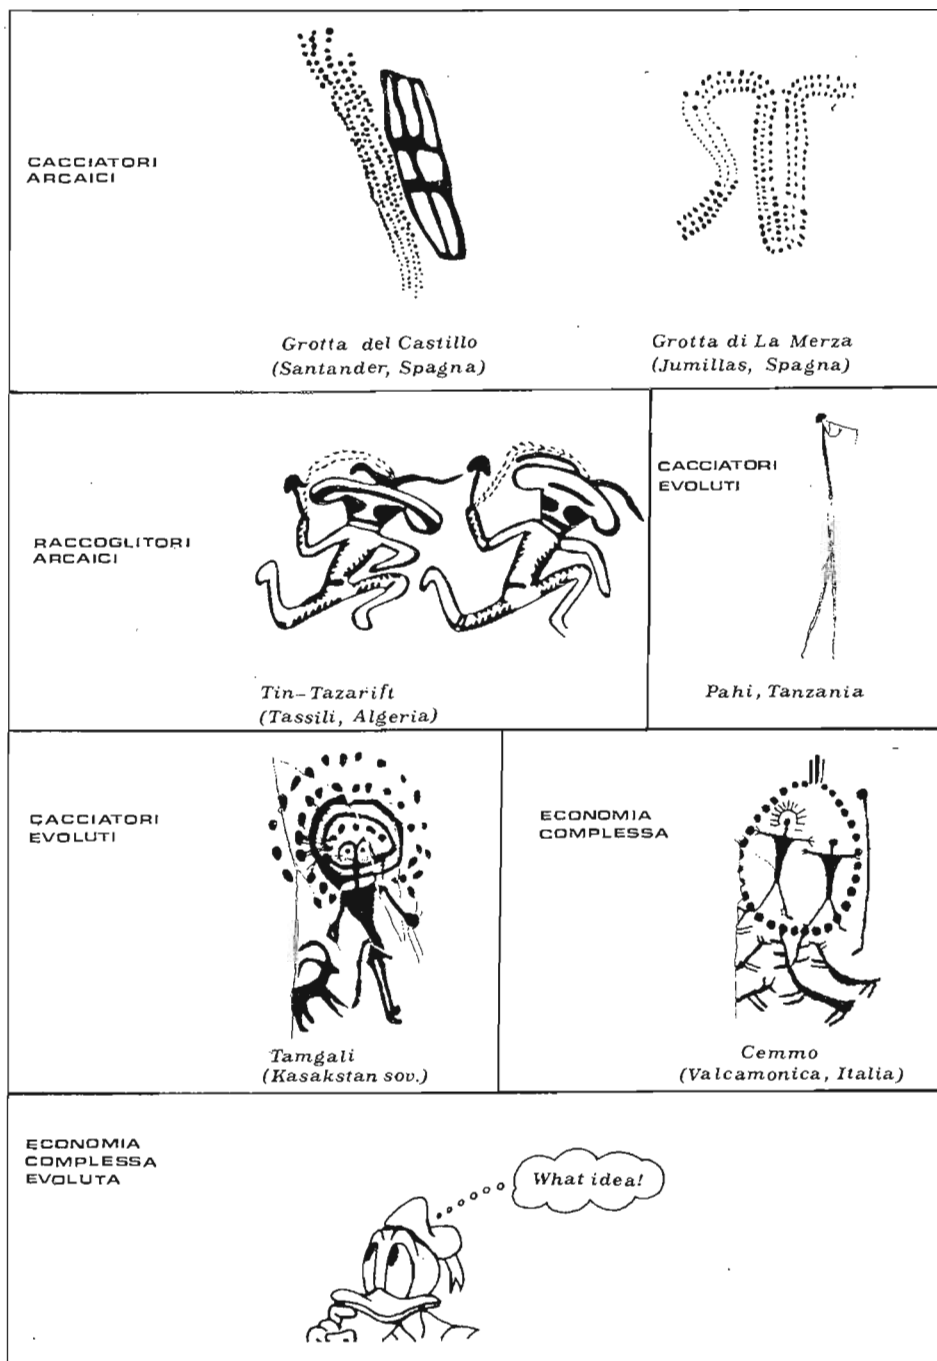 CACCIATORI
ARCAICI
Grotta del Castillo
(Santander, Spagna)
Grotta di La Merza
(Jumillas, Spagna)
RACCOGLITORI
ARCAICI
Tin-Tazarift
(Tassili, Algeria)
CACCIATORI
EVOLUTI
Pahi, Tanzania
CACCIATORI
EVOLUTI
Tamgali
(Kasakstan sov.)
ECONOMIA
COMPLESSA
Cemmo
(Valcamonica, Italia)
ECONOMIA
COMPLESSA
EVOLUTA
What idea!